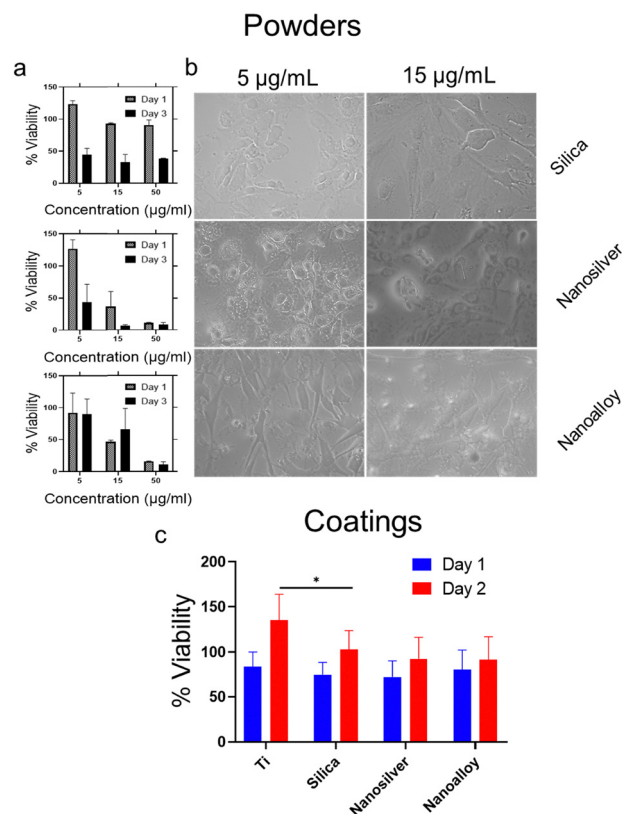 Powders
a
% Viability
150
100
50
0
Day 1
Day 3
5 15 50
Concentration (µg/ml)
% Viability
150
100
50
0
Day 1
Day 3
5 15 50
% Viability
150
100
50
0
Day 1
Day 3
5 15 50
Concentration (µg/ml)
b
5 µg/mL 15 µg/mL
Silica
Nanosilver
Nanoalloy
Coatings
c
% Viability
200
150
100
50
0
*
Day 1
Day 2
Ti Silica Nanosilver Nanoalloy